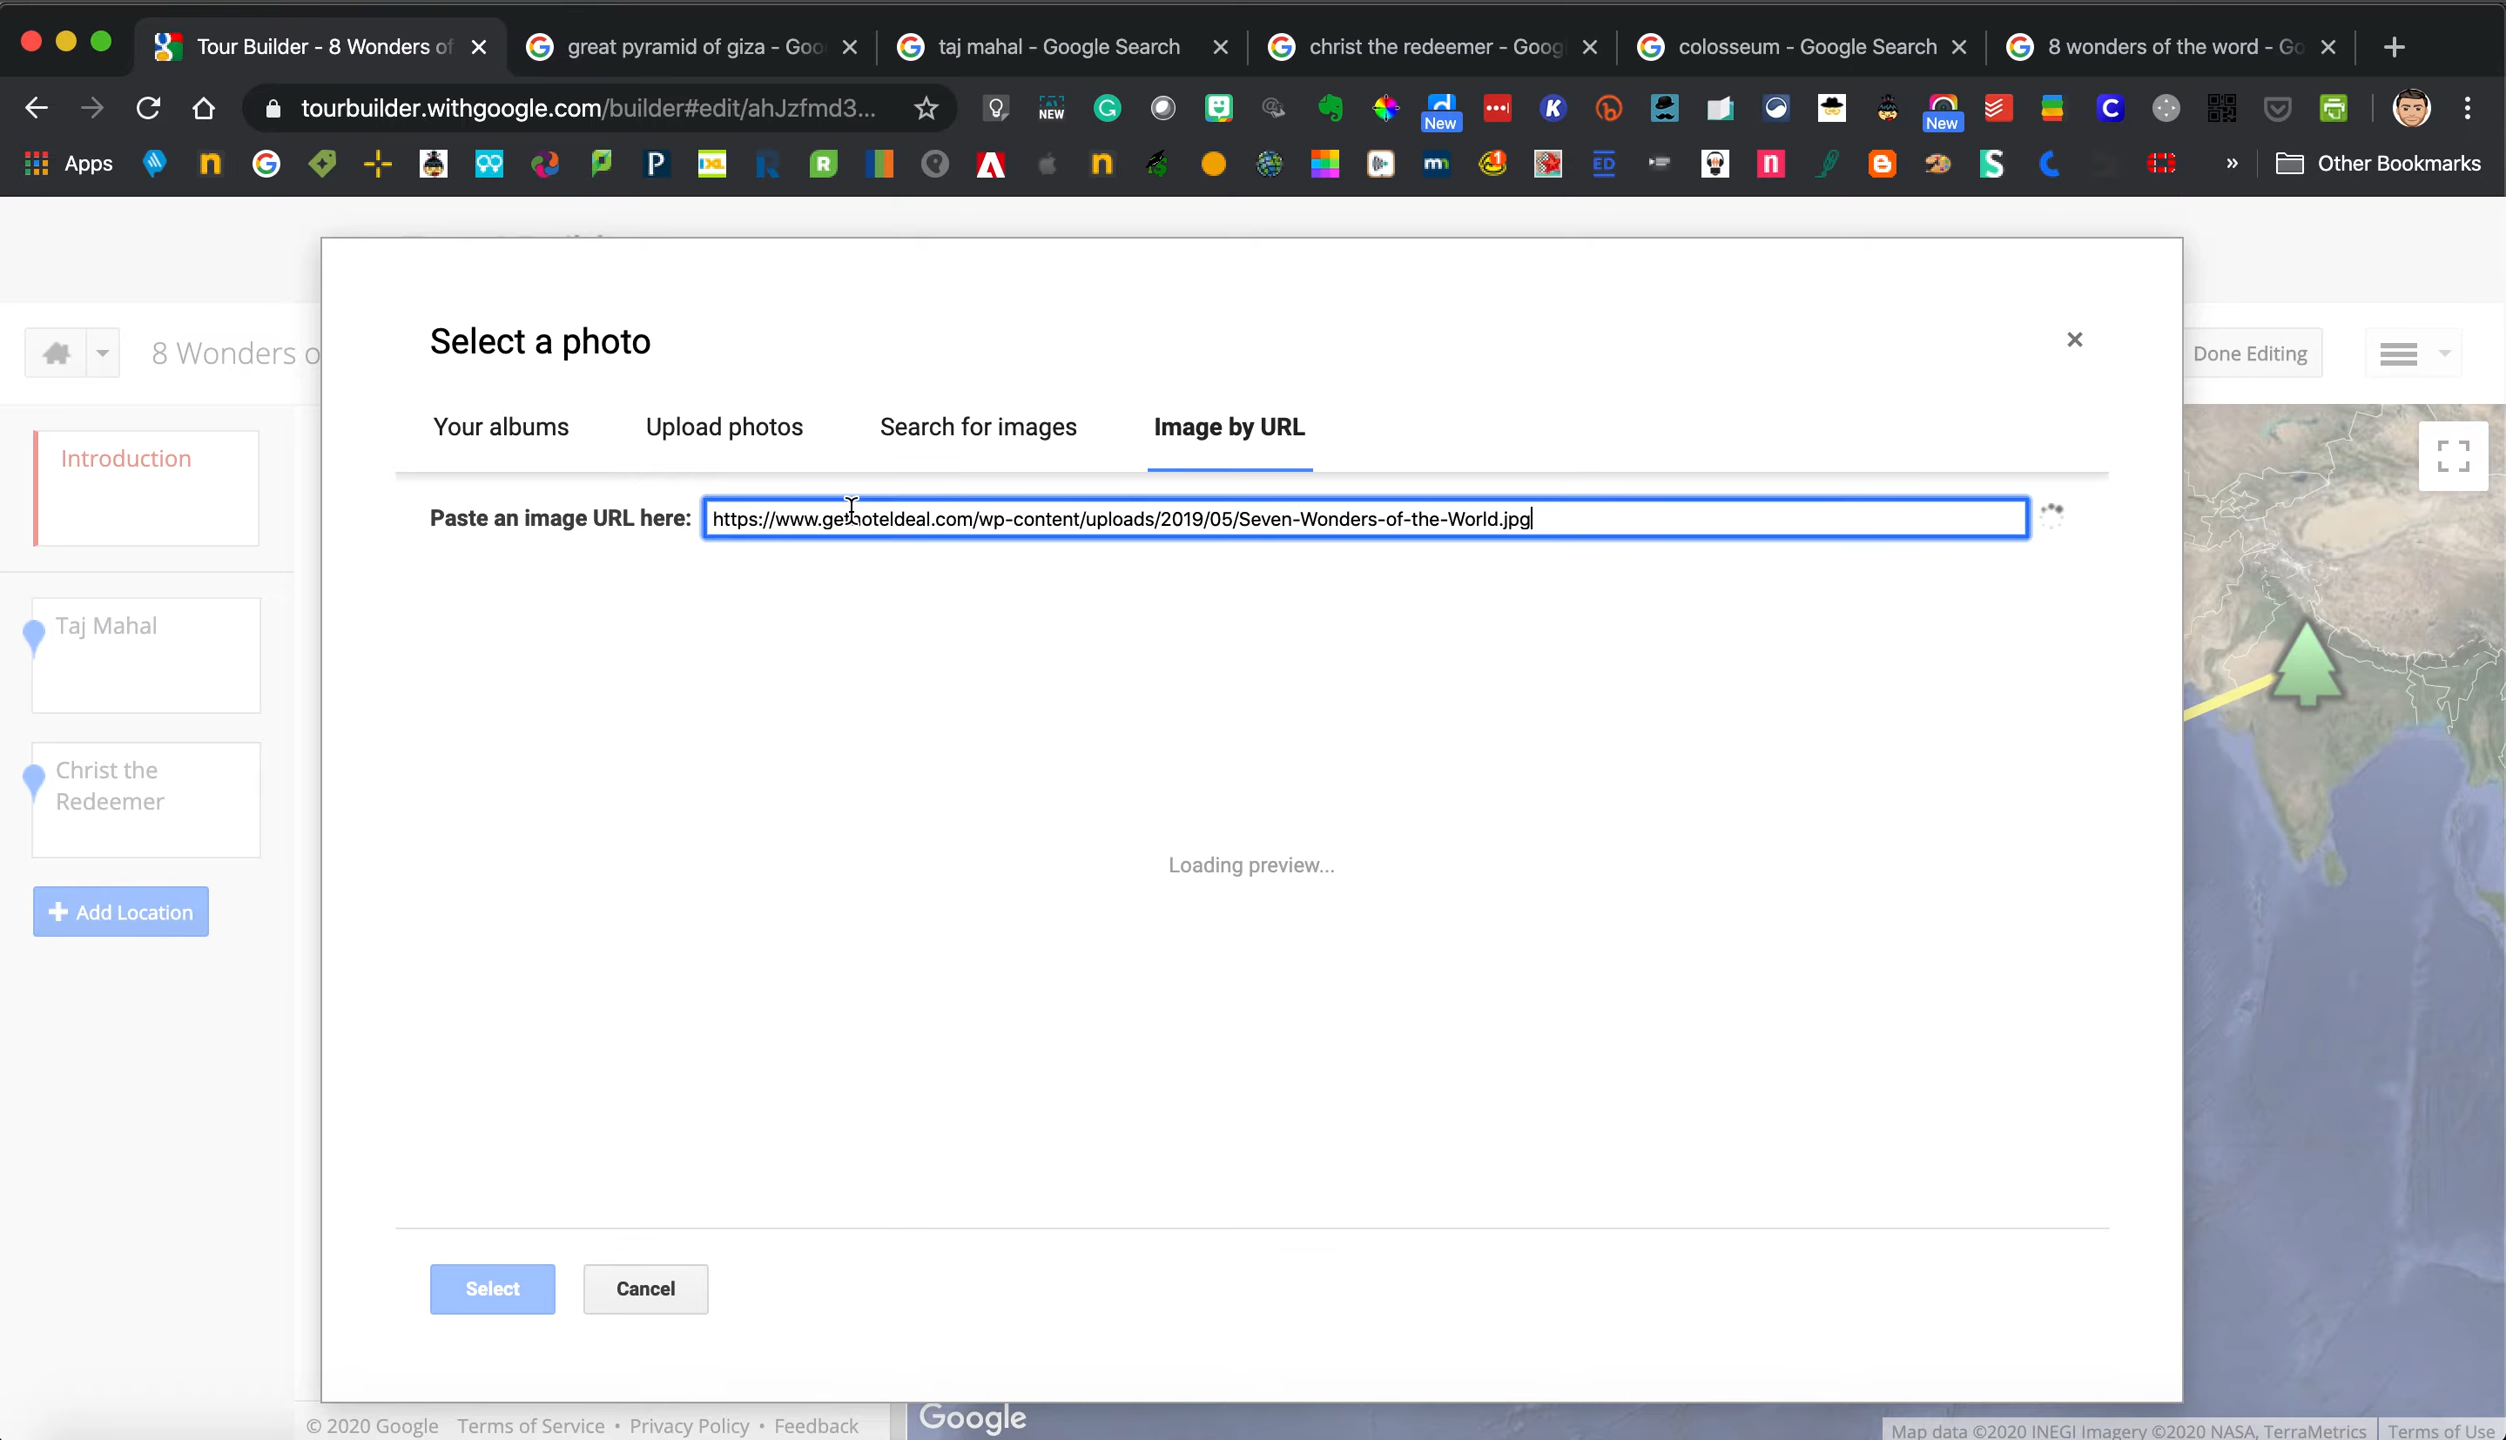 Tour Builder - 8 Wonders of
great pyramid of giza - Goo
taj mahal - Google Search
christ the redeemer - Goog
colosseum - Google Search
8 wonders of the word - Go
tourbuilder.withgoogle.com/builder#edit/ahJzfmd3...
NEW
New
New
Apps
Other Bookmarks
8 Wonders o
Done Editing
Introduction
Taj Mahal
Christ the
Redeemer
Add Location
Select a photo
Your albums
Upload photos
Search for images
Image by URL
Paste an image URL here:
https://www.gethoteldeal.com/wp-content/uploads/2019/05/Seven-Wonders-of-the-World.jpg
Loading preview...
Select
Cancel
© 2020 Google Terms of Service • Privacy Policy • Feedback
Google
Map data ©2020 INEGI Imagery ©2020 NASA, TerraMetrics
Terms of Use